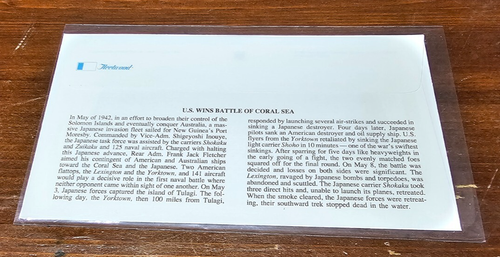 Fleetwood
U.S. WINS BATTLE OF CORAL SEA
In May of 1942, in an effort to broaden their control of the
Solomon Islands and eventually conquer Australia, a mas-
sive Japanese invasion fleet sailed for New Guinea's Port
Moresby. Commanded by Vice-Adm. Shigeyoshi Inouye,
the Japanese task force was assisted by the carriers Shokaku
and Zuikaku and 125 naval aircraft. Charged with halting
this Japanese advance, Rear Adm. Frank Jack Fletcher
aimed his contingent of American and Australian ships
toward the Coral Sea and the Japanese. Two American
flattops, the Lexington and the Yorktown, and 141 aircraft
would play a decisive role in the first naval battle where
neither opponent came within sight of one another. On May
3, Japanese forces captured the island of Tulagi. The fol-
lowing day, the Yorktown, then 100 miles from Tulagi,
responded by launching several air-strikes and succeeded in
sinking a Japanese destroyer. Four days later, Japanese
pilots sank an American destroyer and oil supply ship. U.S.
flyers from the Yorktown retaliated by sinking the Japanese
light carrier Shoho in 10 minutes — one of the war's swiftest
sinkings. After sparring for five days like heavyweights in
the early going of a fight, the two evenly matched foes
squared off for the final round. On May 8, the battle was
decided and losses on both sides were significant. The
Lexington, ravaged by Japanese bombs and torpedoes, was
abandoned and scuttled. The Japanese carrier Shokaku took
three direct hits and, unable to launch its planes, retreated.
When the smoke cleared, the Japanese forces were retreat-
ing, their southward trek stopped dead in the water.